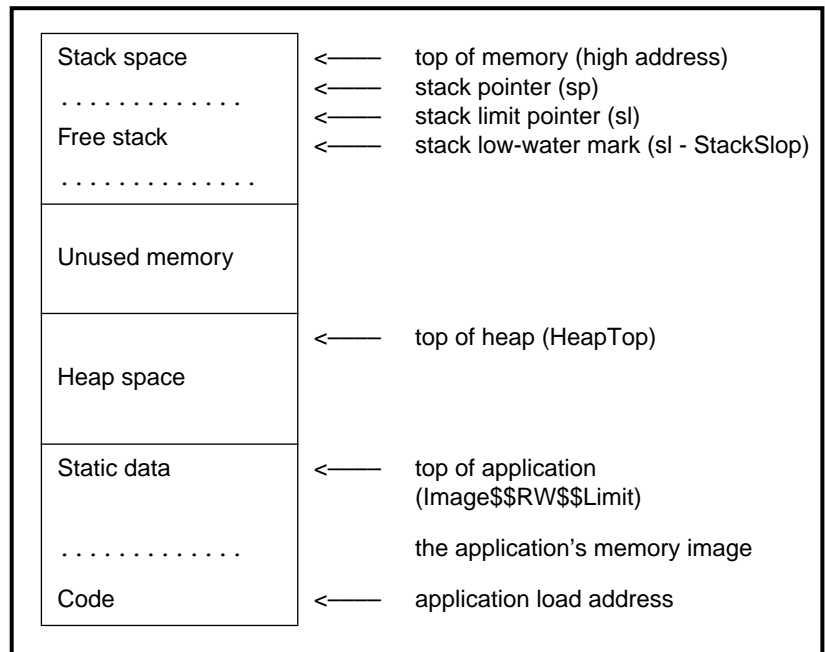 Stack space <—— top of memory (high address)
<—— stack pointer (sp)
. . . . . . . . . . . . .
<—— stack limit pointer (sl)
Free stack
<—— stack low-water mark (sl - StackSlop)
. . . . . . . . . . . . . .
Unused memory
<—— top of heap (HeapTop)
Heap space
Static data <—— top of application
(Image$$RW$$Limit)
. . . . . . . . . . . . . the application's memory image
Code <—— application load address